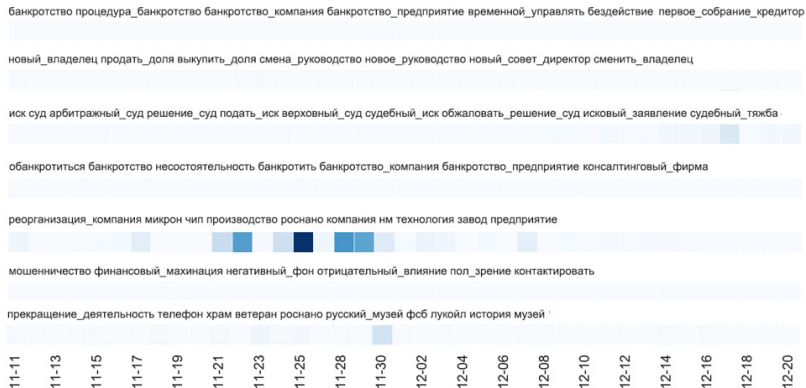 банкротство процедура_банкротство банкротство_компания банкротство_предприятие временной_управлять бездействие первое_собрание_кредитор
новый_владелец продать_доля выкупить_доля смена_руководство новое_руководство новый_совет_директор сменить_владелец
иск суд арбитражный_суд решение_суд подать_иск верховный_суд судебный_иск обжаловать_решение_суд исковый_заявление судебный_тяжба
обанкротиться банкротство несостоятельность банкротить банкротство_компания банкротство_предприятие консалтинговый_фирма
реорганизация_компания микрон чип производство роснано компания нм технология завод предприятие
мошенничество финансовый_махинация негативный_фон отрицательный_влияние пол_зрение контактировать
прекращение_деятельность телефон храм ветеран роснано русский_музей фсб лукойл история музей
11-11
11-13
11-15
11-17
11-19
11-21
11-23
11-25
11-28
11-30
12-02
12-04
12-06
12-08
12-10
12-12
12-14
12-16
12-18
12-20